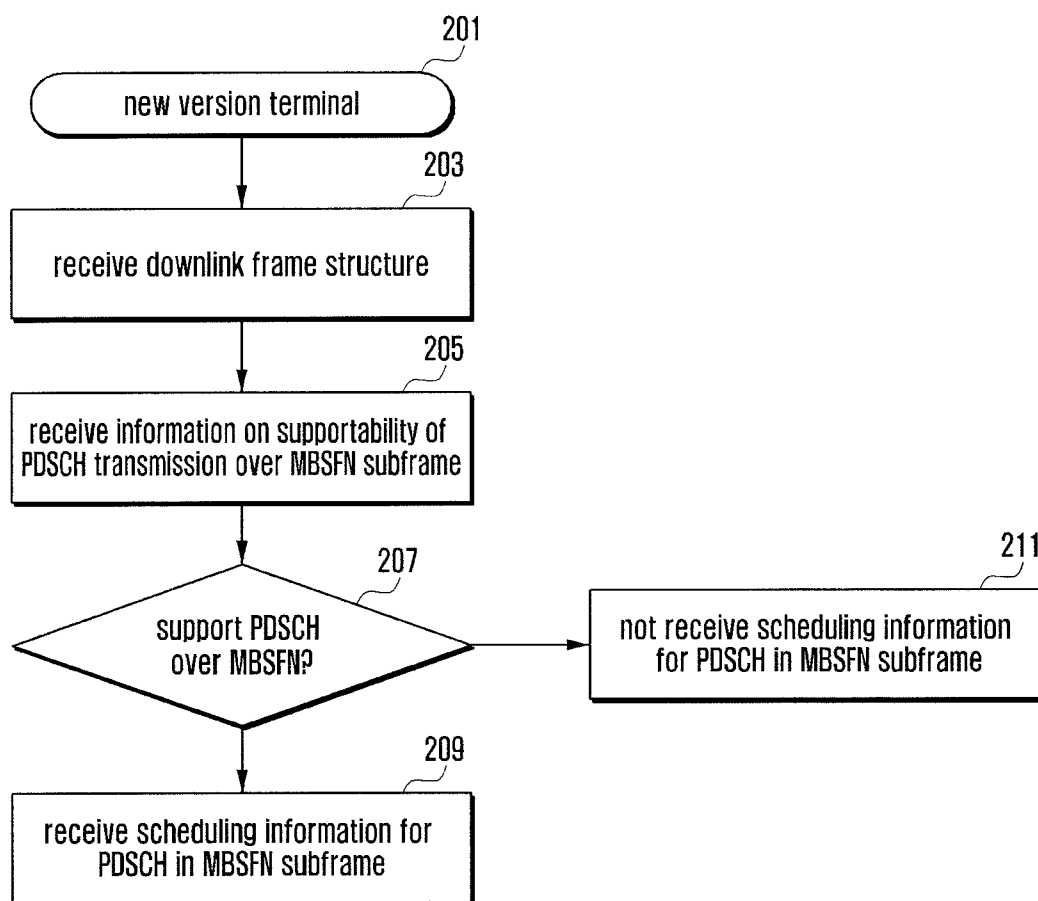 201
new version terminal
203
receive downlink frame structure
205
receive information on supportability of
PDSCH transmission over MBSFN subframe
207
support PDSCH
over MBSFN?
211
not receive scheduling information
for PDSCH in MBSFN subframe
209
receive scheduling information for
PDSCH in MBSFN subframe